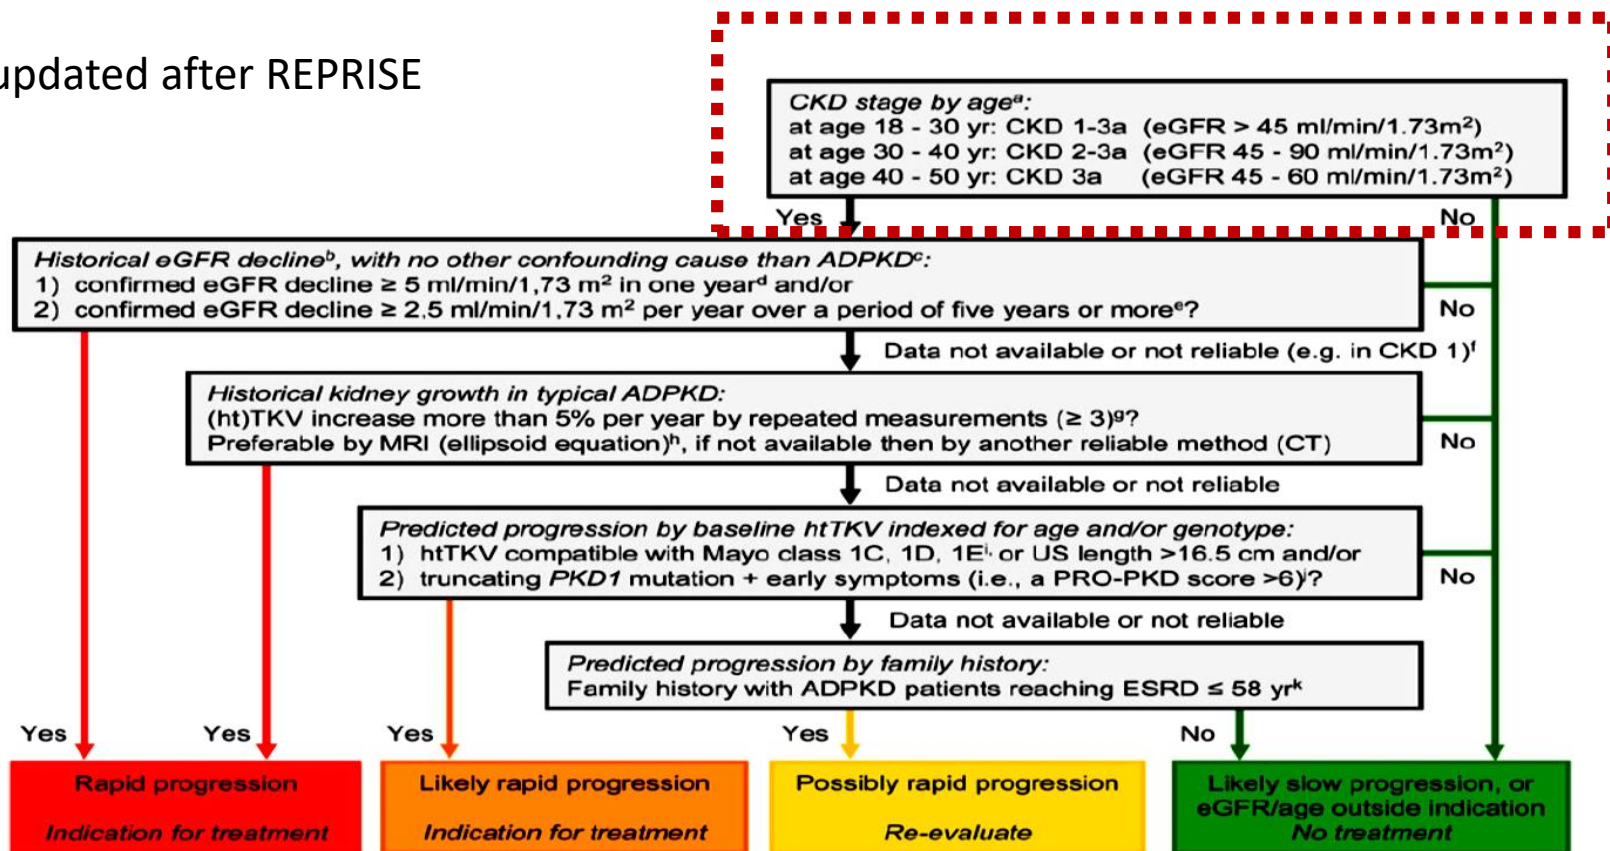 updated after REPRISE
CKD stage by ageᵃ:
at age 18 - 30 yr: CKD 1-3a (eGFR > 45 ml/min/1.73m²)
at age 30 - 40 yr: CKD 2-3a (eGFR 45 - 90 ml/min/1.73m²)
at age 40 - 50 yr: CKD 3a (eGFR 45 - 60 ml/min/1.73m²)
Yes
No
Historical eGFR declineᵇ, with no other confounding cause than ADPKDᶜ:
1) confirmed eGFR decline ≥ 5 ml/min/1,73 m² in one yearᵈ and/or
2) confirmed eGFR decline ≥ 2,5 ml/min/1,73 m² per year over a period of five years or moreᵉ?
No
Data not available or not reliable (e.g. in CKD 1)ᶠ
Historical kidney growth in typical ADPKD:
(ht)TKV increase more than 5% per year by repeated measurements (≥ 3)ᵍ?
Preferable by MRI (ellipsoid equation)ʰ, if not available then by another reliable method (CT)
No
Data not available or not reliable
Predicted progression by baseline htTKV indexed for age and/or genotype:
1) htTKV compatible with Mayo class 1C, 1D, 1Eⁱ, or US length >16.5 cm and/or
2) truncating PKD1 mutation + early symptoms (i.e., a PRO-PKD score >6)ʲ?
No
Data not available or not reliable
Predicted progression by family history:
Family history with ADPKD patients reaching ESRD ≤ 58 yrᵏ
Yes
Yes
Yes
Yes
No
Rapid progression
Indication for treatment
Likely rapid progression
Indication for treatment
Possibly rapid progression
Re-evaluate
Likely slow progression, or
eGFR/age outside indication
No treatment